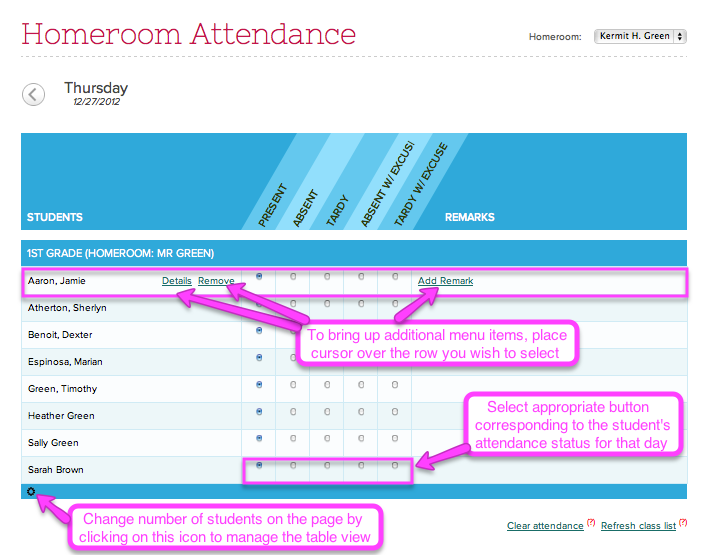 Homeroom Attendance
Homeroom: Kermit H. Green
Thursday
12/27/2012
STUDENTS PRESENT ABSENT TARDY ABSENT W/ EXCUSE TARDY W/ EXCUSE REMARKS
1ST GRADE (HOMEROOM: MR GREEN)
Aaron, Jamie Details Remove Add Remark
Atherton, Sherlyn
Benoit, Dexter
To bring up additional menu items, place
cursor over the row you wish to select
Espinosa, Marian
Green, Timothy
Heather Green
Sally Green
Select appropriate button
corresponding to the student's
attendance status for that day
Sarah Brown
Change number of students on the page by
clicking on this icon to manage the table view
Clear attendance (?) Refresh class list (?)